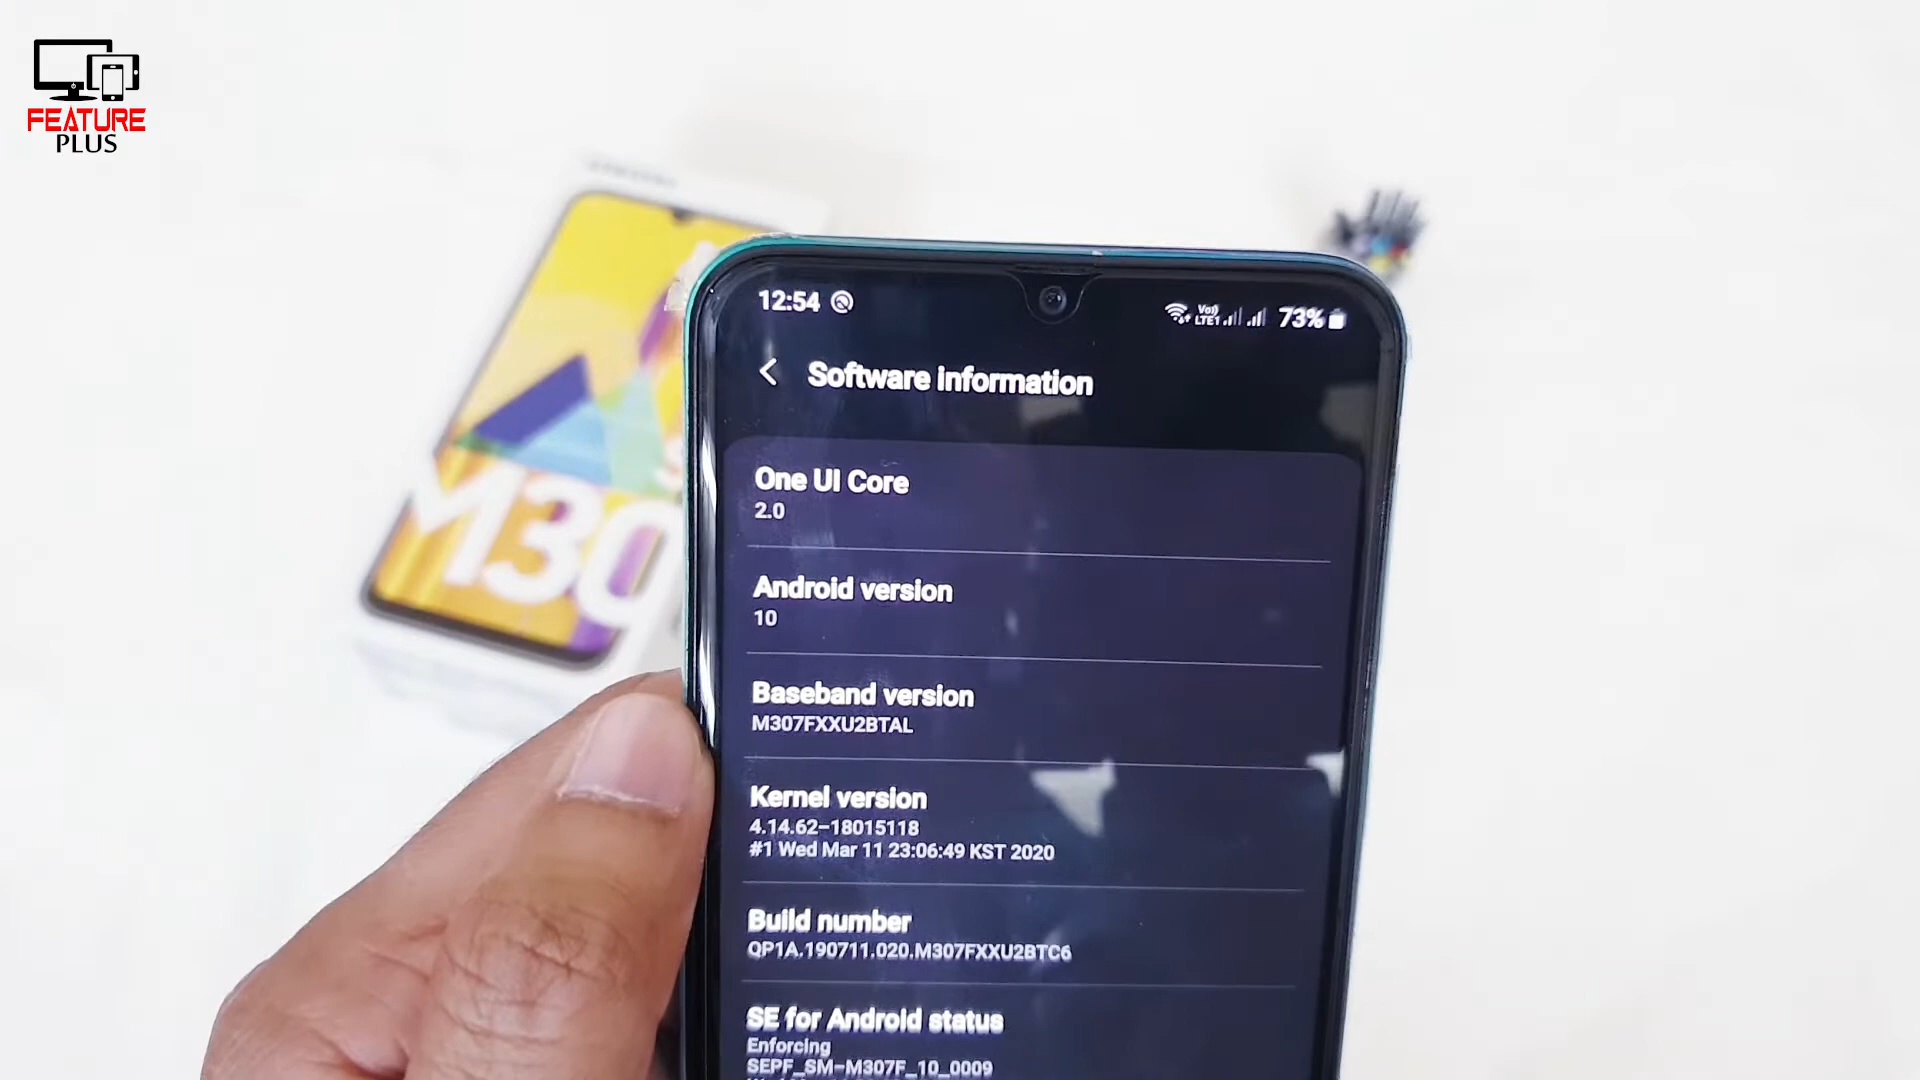 FEATURE
PLUS
M30
12:54
Vo))
LTE1
73%
Software information
One UI Core
2.0
Android version
10
Baseband version
M307FXXU2BTAL
Kernel version
4.14.62-18015118
#1 Wed Mar 11 23:06:49 KST 2020
Build number
QP1A.190711.020.M307FXXU2BTC6
SE for Android status
Enforcing
SEPF_SM-M307F_10_0009